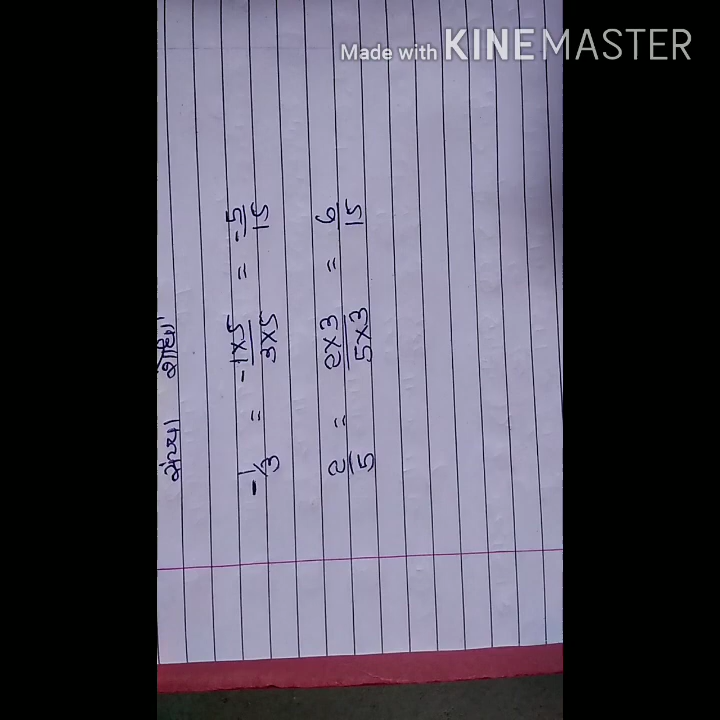 Made with KINEMASTER
સંખ્યા શોધો
-1/3 = -1×5/3×5 = -5/15
2/5 = 2×3/5×3 = 6/15